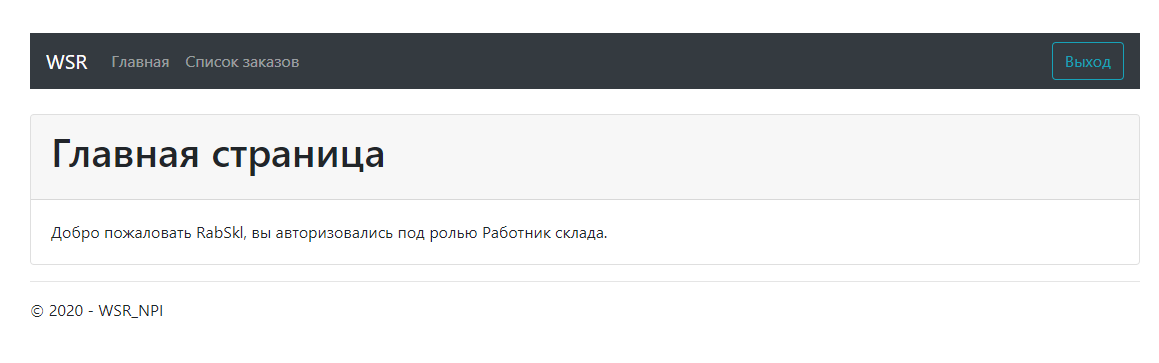 WSR Главная Список заказов Выход
Главная страница
Добро пожаловать RabSkl, вы авторизовались под ролью Работник склада.
© 2020 - WSR_NPI